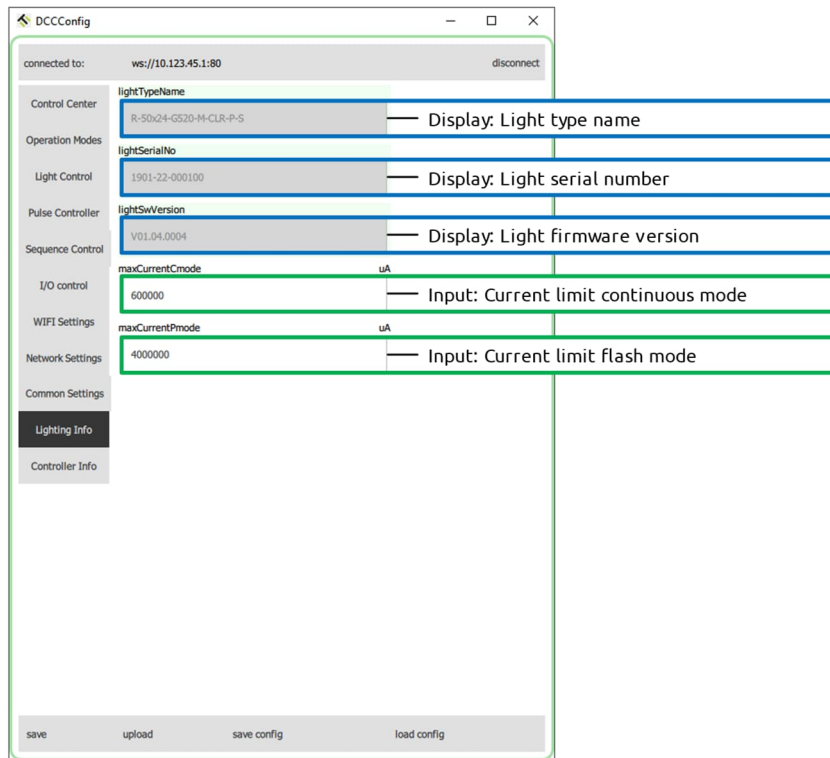 DCCConfig
connected to: ws://10.123.45.1:80 disconnect
Control Center
Operation Modes
Light Control
Pulse Controller
Sequence Control
I/O control
WIFI Settings
Network Settings
Common Settings
Lighting Info
Controller Info
lightTypeName
R-50x24-G520-M-CLR-P-S
Display: Light type name
lightSerialNo
1901-22-000100
Display: Light serial number
lightSwVersion
V01.04.0004
Display: Light firmware version
maxCurrentCmode uA
600000
Input: Current limit continuous mode
maxCurrentPmode uA
4000000
Input: Current limit flash mode
save upload save config load config